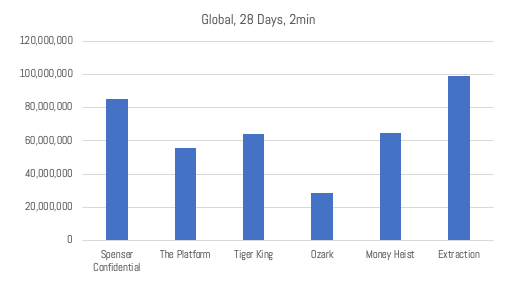 Global, 28 Days, 2min
120,000,000
100,000,000
80,000,000
60,000,000
40,000,000
20,000,000
0
Spenser
Confidential
The Platform
Tiger King
Ozark
Money Heist
Extraction